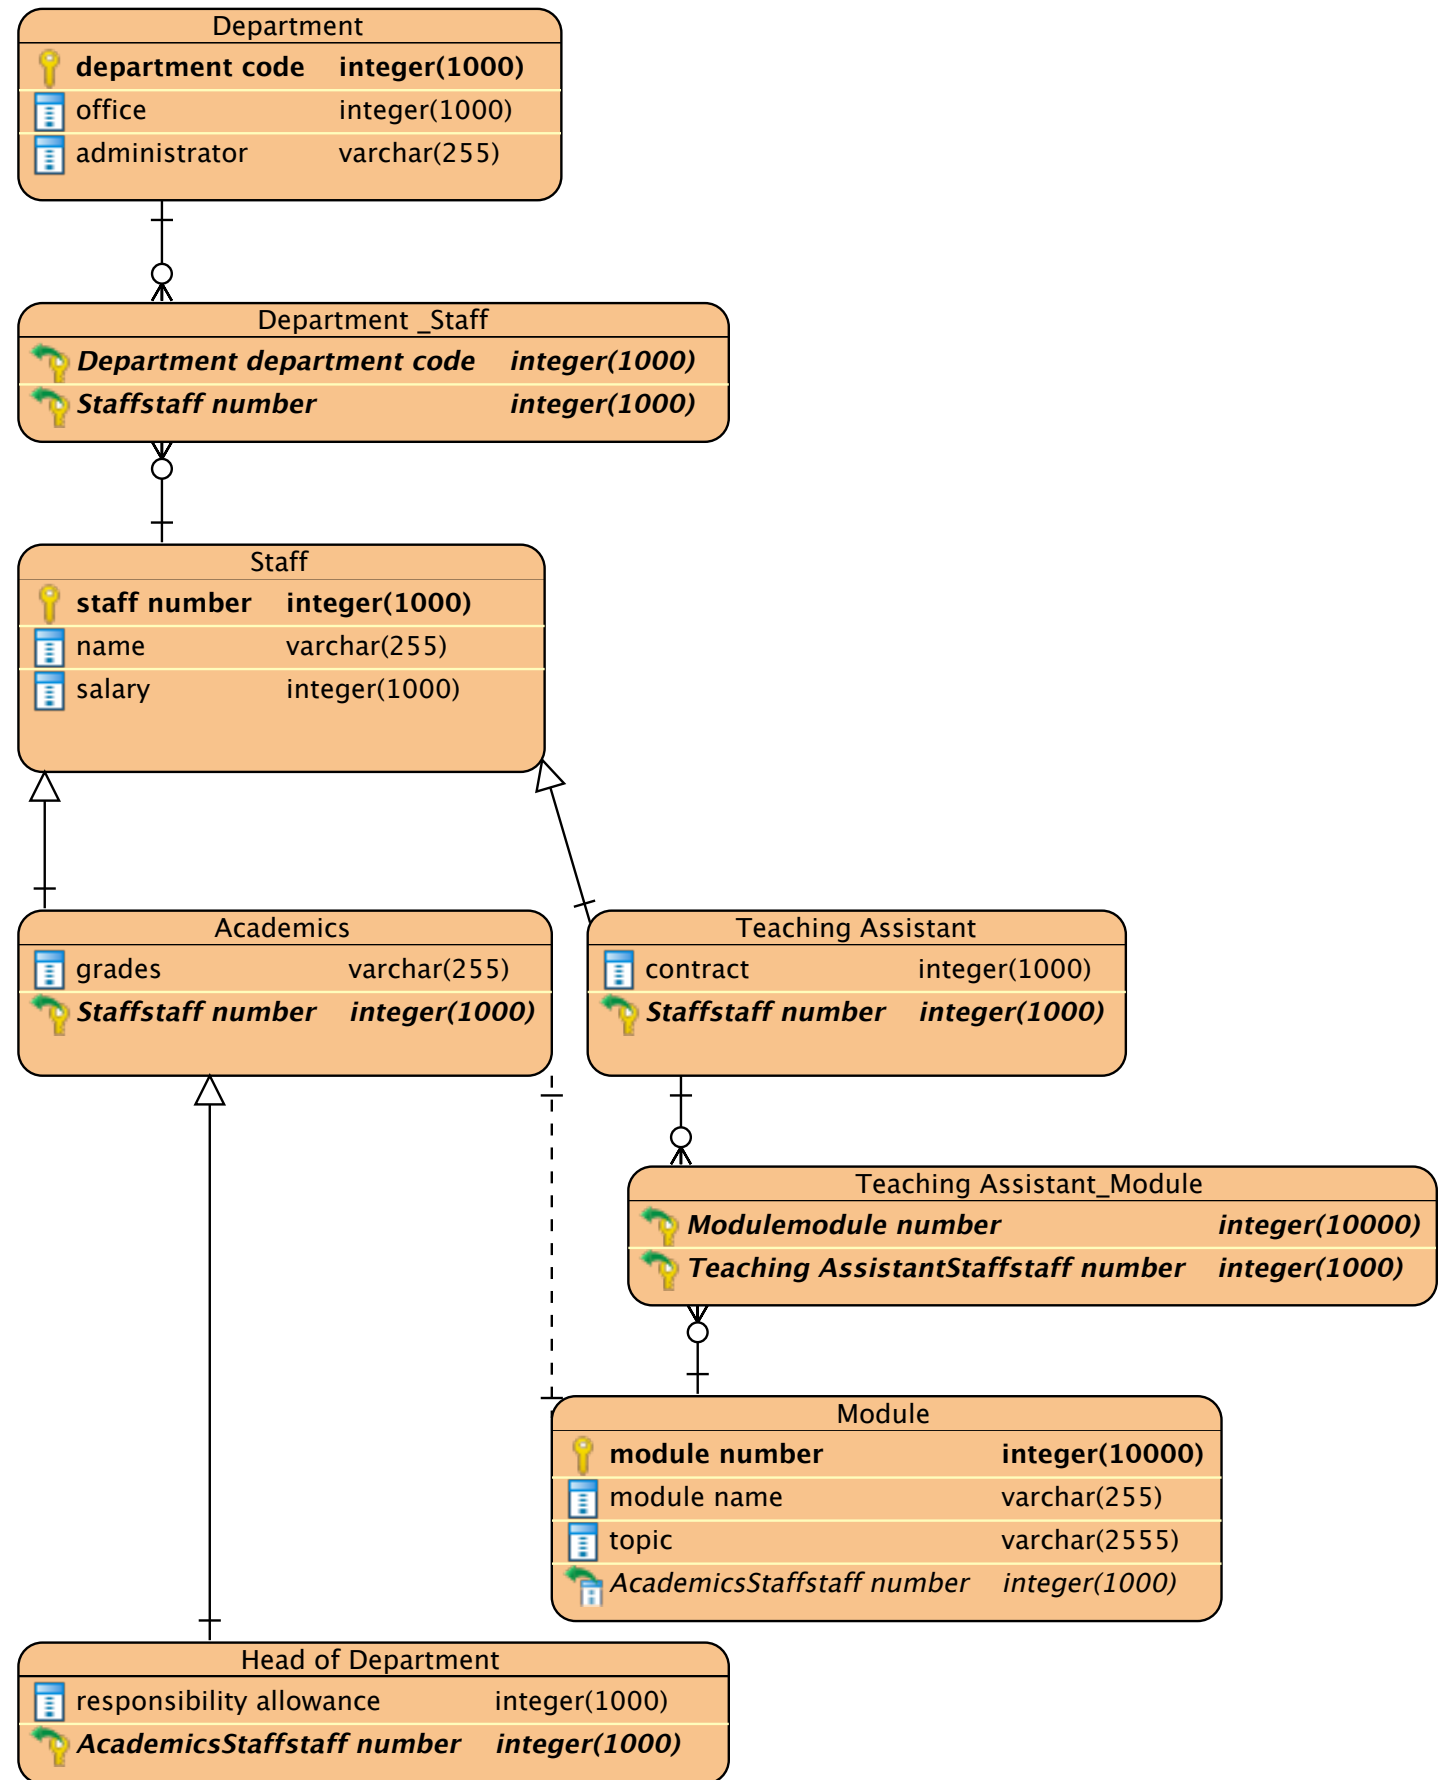 Department
department code integer(1000)
office integer(1000)
administrator varchar(255)
Department _Staff
Department department code integer(1000)
Staffstaff number integer(1000)
Staff
staff number integer(1000)
name varchar(255)
salary integer(1000)
Academics
grades varchar(255)
Staffstaff number integer(1000)
Teaching Assistant
contract integer(1000)
Staffstaff number integer(1000)
Teaching Assistant_Module
Modulemodule number integer(10000)
Teaching AssistantStaffstaff number integer(1000)
Module
module number integer(10000)
module name varchar(255)
topic varchar(2555)
AcademicsStaffstaff number integer(1000)
Head of Department
responsibility allowance integer(1000)
AcademicsStaffstaff number integer(1000)